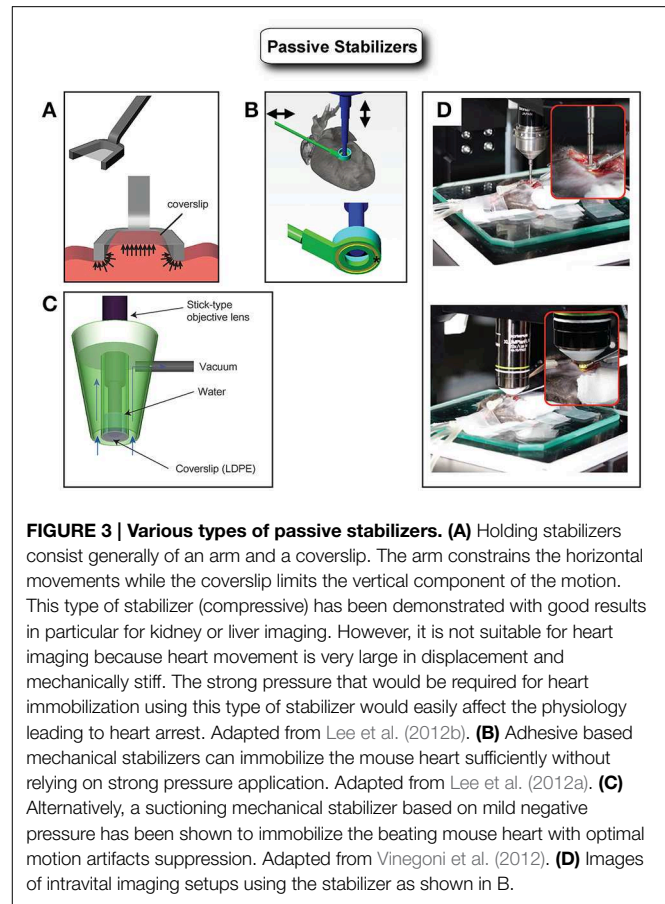 Passive Stabilizers
A
B
D
coverslip
*
C
Stick-type
objective lens
Vacuum
Water
Coverslip (LDPE)
FIGURE 3 | Various types of passive stabilizers. (A) Holding stabilizers
consist generally of an arm and a coverslip. The arm constrains the horizontal
movements while the coverslip limits the vertical component of the motion.
This type of stabilizer (compressive) has been demonstrated with good results
in particular for kidney or liver imaging. However, it is not suitable for heart
imaging because heart movement is very large in displacement and
mechanically stiff. The strong pressure that would be required for heart
immobilization using this type of stabilizer would easily affect the physiology
leading to heart arrest. Adapted from Lee et al. (2012b). (B) Adhesive based
mechanical stabilizers can immobilize the mouse heart sufficiently without
relying on strong pressure application. Adapted from Lee et al. (2012a). (C)
Alternatively, a suctioning mechanical stabilizer based on mild negative
pressure has been shown to immobilize the beating mouse heart with optimal
motion artifacts suppression. Adapted from Vinegoni et al. (2012). (D) Images
of intravital imaging setups using the stabilizer as shown in B.